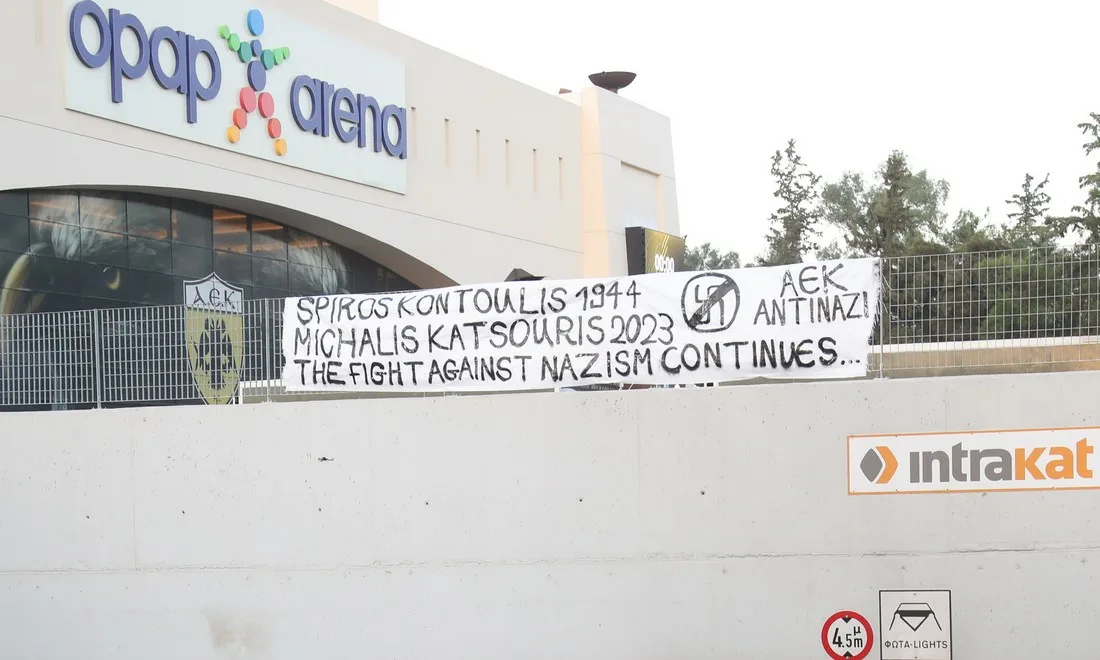 opap arena
A.E.K.
SPIROS KONTOULIS 1944
MICHALIS KATSOURIS 2023
THE FIGHT AGAINST NAZISM CONTINUES...
AEK
ANTINAZI
intrakat
4.5μ
m
ΦΩΤΑ-LIGHTS